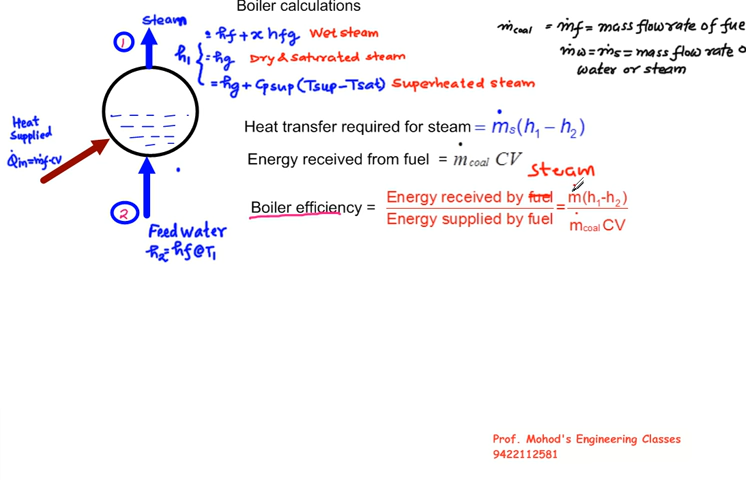 Boiler calculations
Steam
1
h1 = hf + x hfg Wet steam
= hg Dry & Saturated steam
= hg + Cpsup (Tsup - Tsat) Superheated steam
ṁcoal = ṁf = mass flow rate of fue
ṁw = ṁs = mass flow rate o
water or steam
Heat
Supplied
Q̇in = ṁf·CV
2
Feed water
h2 = hf @ T1
Heat transfer required for steam = ṁs(h1 − h2)
Energy received from fuel = ṁcoal CV
Steam
Boiler efficiency = Energy received by fuel / Energy supplied by fuel = ṁ(h1-h2) / ṁcoal CV
Prof. Mohod's Engineering Classes
9422112581